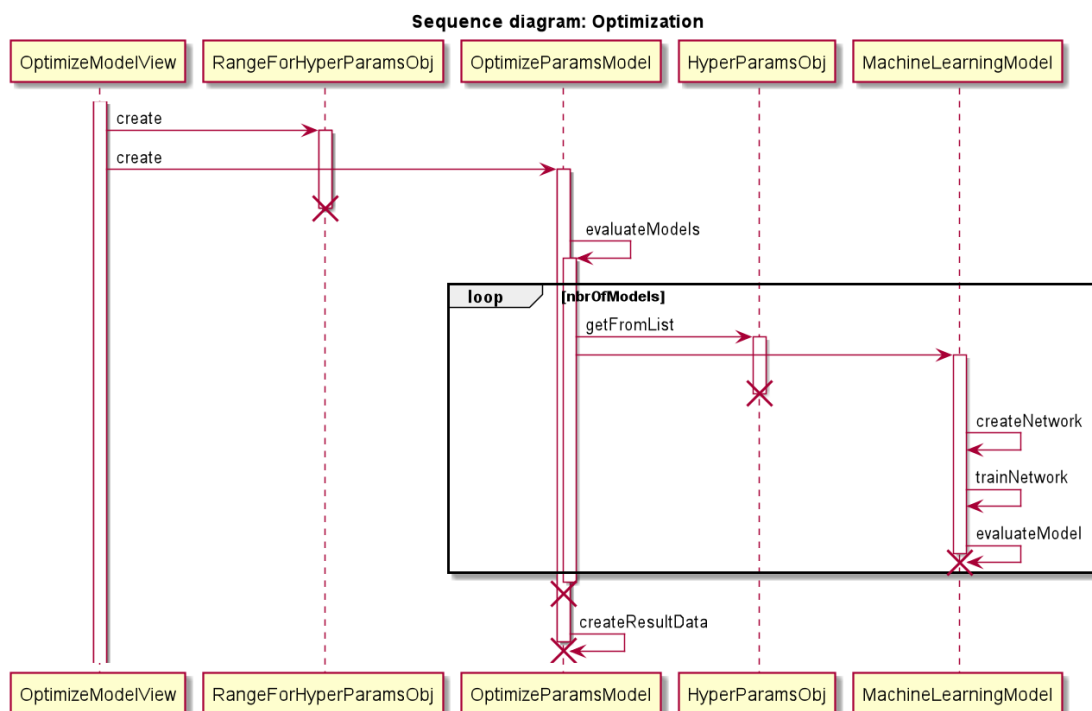 Sequence diagram: Optimization
OptimizeModelView
RangeForHyperParamsObj
OptimizeParamsModel
HyperParamsObj
MachineLearningModel
create
create
evaluateModels
loop
[nbrOfModels]
getFromList
createNetwork
trainNetwork
evaluateModel
createResultData
OptimizeModelView
RangeForHyperParamsObj
OptimizeParamsModel
HyperParamsObj
MachineLearningModel